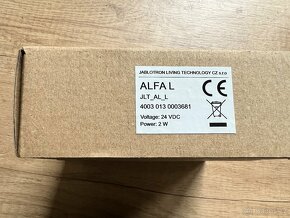 JABLOTRON LIVING TECHNOLOGY CZ s.r.o
ALFA L
JLT_AL_L
4003 013 0003681
Voltage: 24 VDC
Power: 2 W
CE